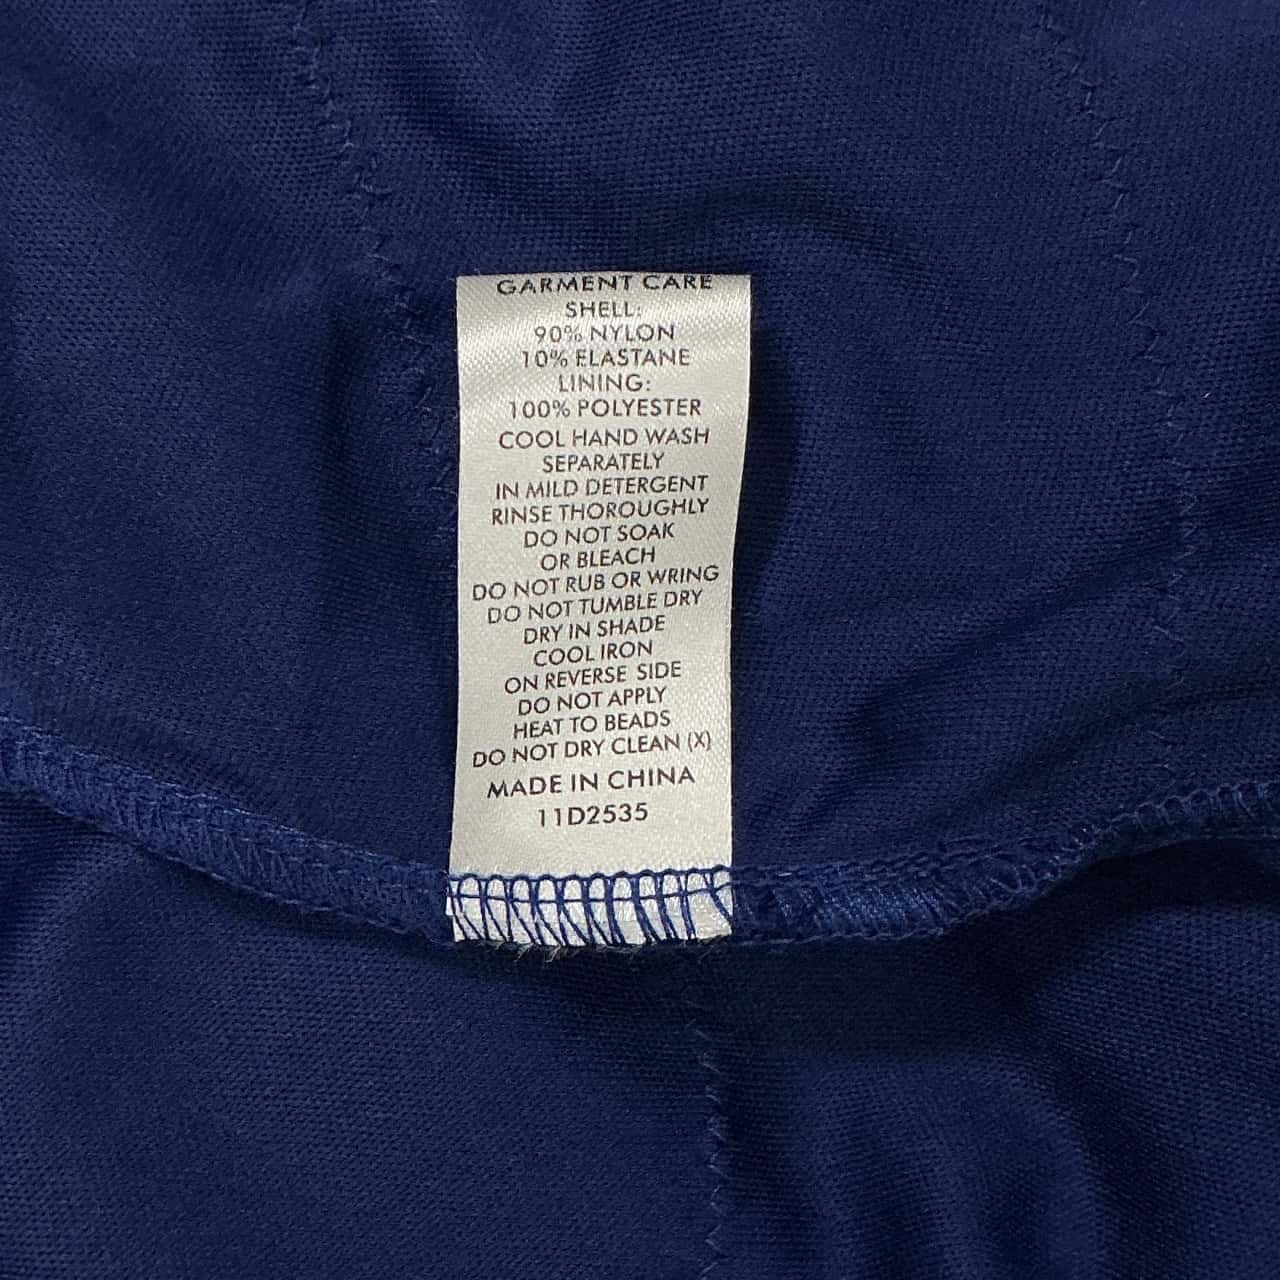 GARMENT CARE
SHELL:
90% NYLON
10% ELASTANE
LINING:
100% POLYESTER
COOL HAND WASH
SEPARATELY
IN MILD DETERGENT
RINSE THOROUGHLY
DO NOT SOAK
OR BLEACH
DO NOT RUB OR WRING
DO NOT TUMBLE DRY
DRY IN SHADE
COOL IRON
ON REVERSE SIDE
DO NOT APPLY
HEAT TO BEADS
DO NOT DRY CLEAN (X)
MADE IN CHINA
11D2535